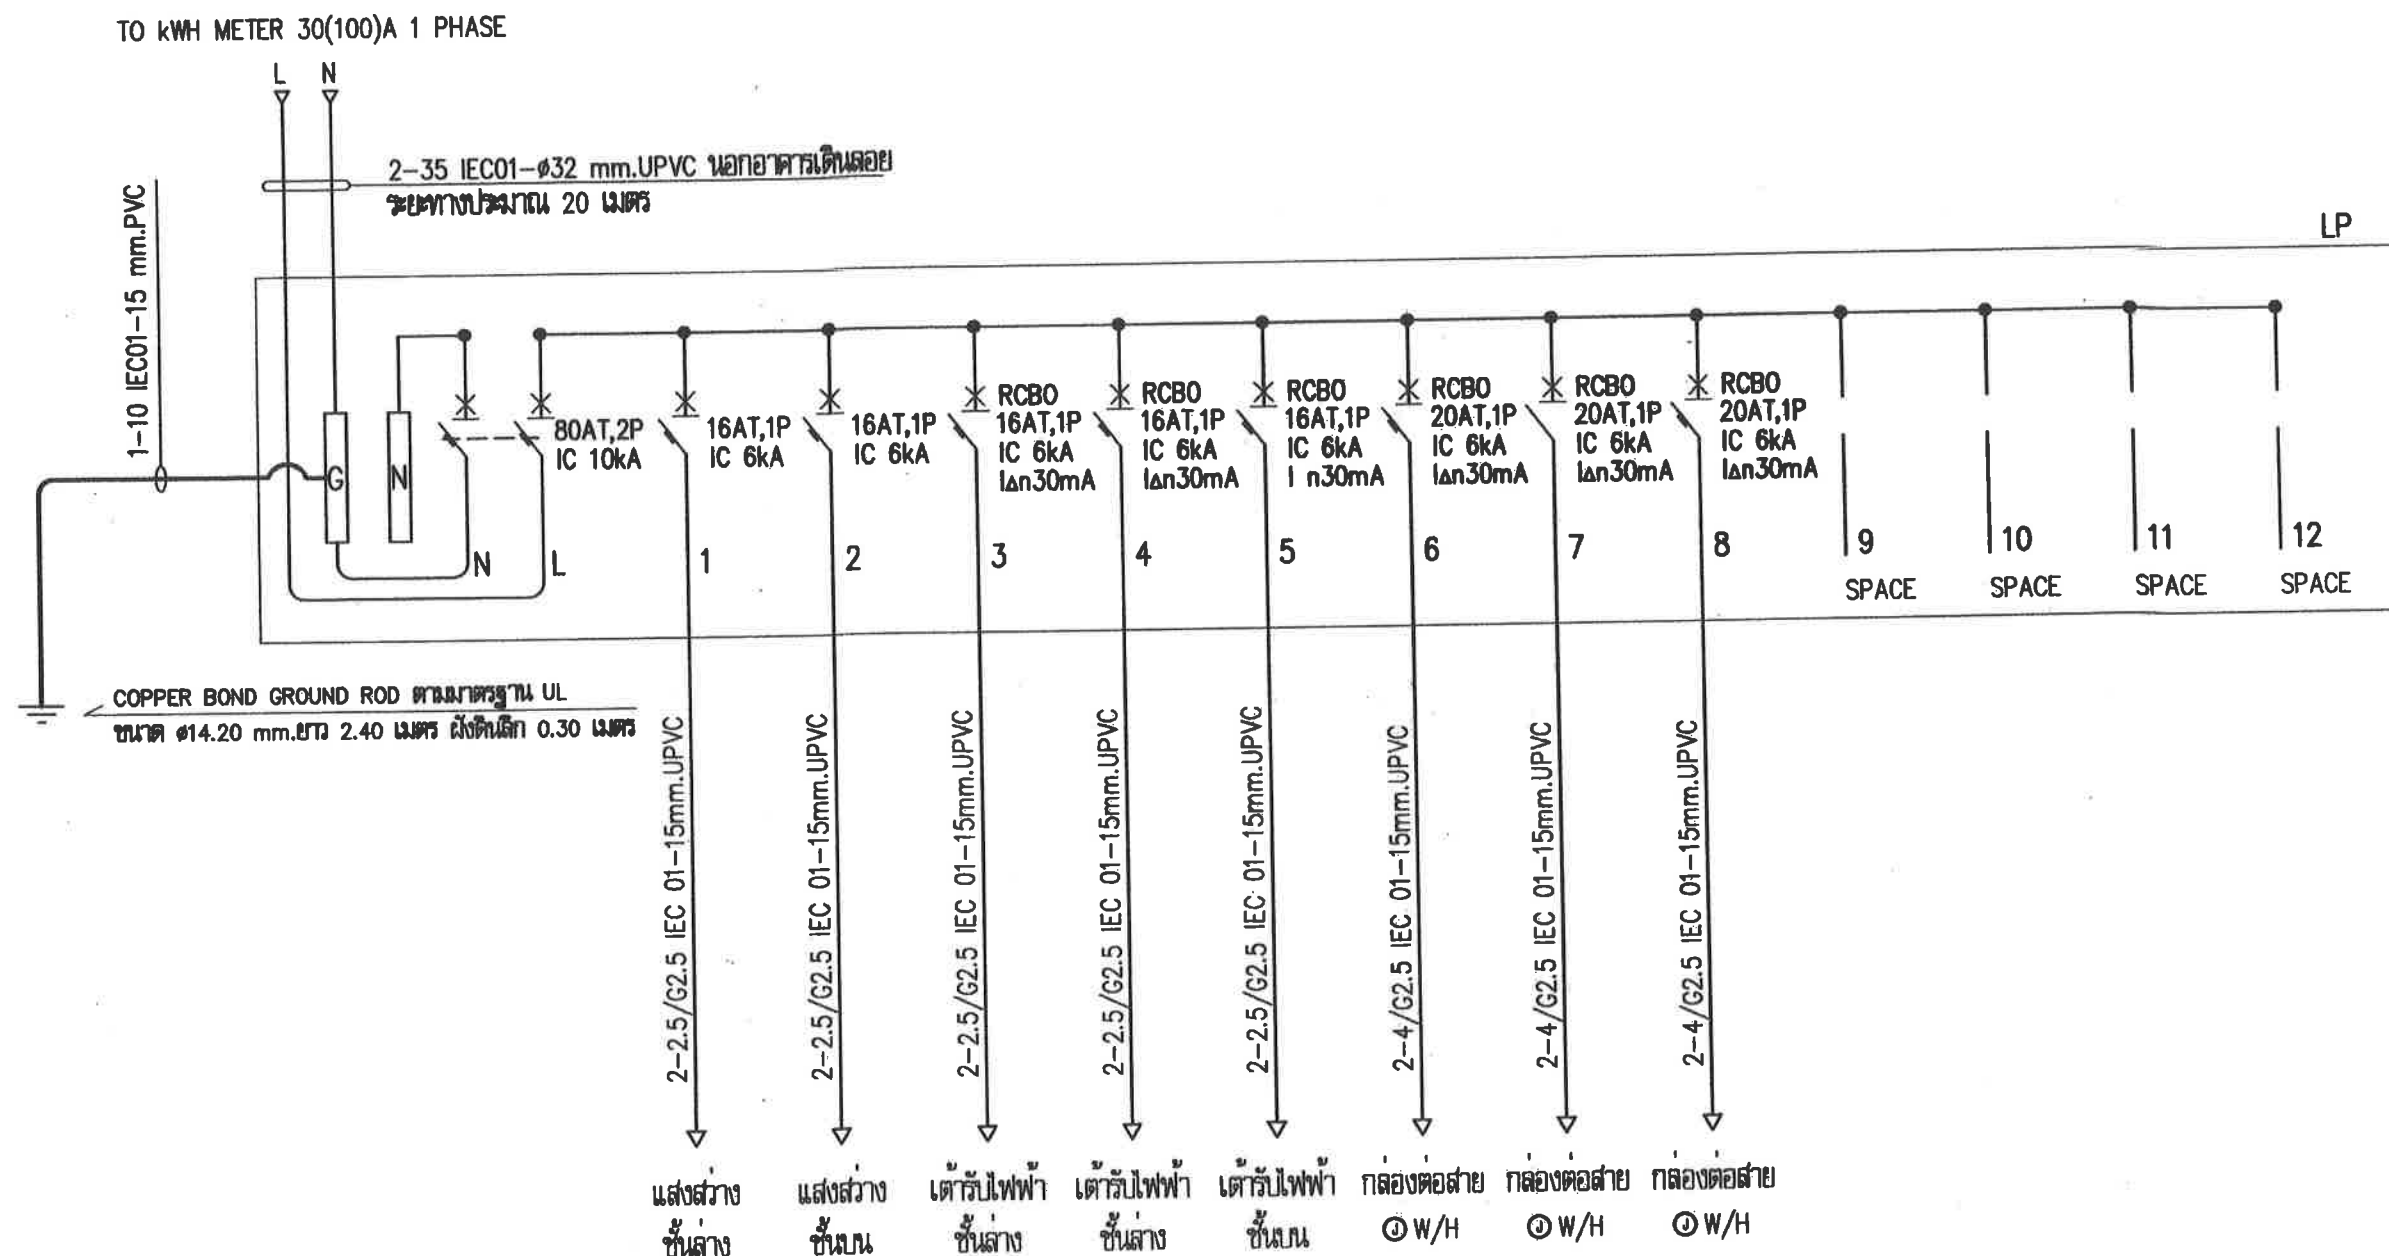 TO kWH METER 30(100)A 1 PHASE
L N
2-35 IEC01-ø32 mm.UPVC นอกอาคารเดินลอย
ระยะทางประมาณ 20 เมตร
1-10 IEC01-15 mm.PVC
LP
G
N
80AT,2P
IC 10kA
N
L
16AT,1P
IC 6kA
1
16AT,1P
IC 6kA
2
RCBO
16AT,1P
IC 6kA
IΔn30mA
3
RCBO
16AT,1P
IC 6kA
IΔn30mA
4
RCBO
16AT,1P
IC 6kA
I n30mA
5
RCBO
20AT,1P
IC 6kA
IΔn30mA
6
RCBO
20AT,1P
IC 6kA
IΔn30mA
7
RCBO
20AT,1P
IC 6kA
IΔn30mA
8
9
SPACE
10
SPACE
11
SPACE
12
SPACE
COPPER BOND GROUND ROD ตามมาตรฐาน UL
ขนาด ø14.20 mm.ยาว 2.40 เมตร ฝังดินลึก 0.30 เมตร
2-2.5/G2.5 IEC 01-15mm.UPVC
2-2.5/G2.5 IEC 01-15mm.UPVC
2-2.5/G2.5 IEC 01-15mm.UPVC
2-2.5/G2.5 IEC 01-15mm.UPVC
2-2.5/G2.5 IEC 01-15mm.UPVC
2-4/G2.5 IEC 01-15mm.UPVC
2-4/G2.5 IEC 01-15mm.UPVC
2-4/G2.5 IEC 01-15mm.UPVC
แสงสว่าง
ชั้นล่าง
แสงสว่าง
ชั้นบน
เต้ารับไฟฟ้า
ชั้นล่าง
เต้ารับไฟฟ้า
ชั้นล่าง
เต้ารับไฟฟ้า
ชั้นบน
กล่องต่อสาย
Ⓙ W/H
กล่องต่อสาย
Ⓙ W/H
กล่องต่อสาย
Ⓙ W/H